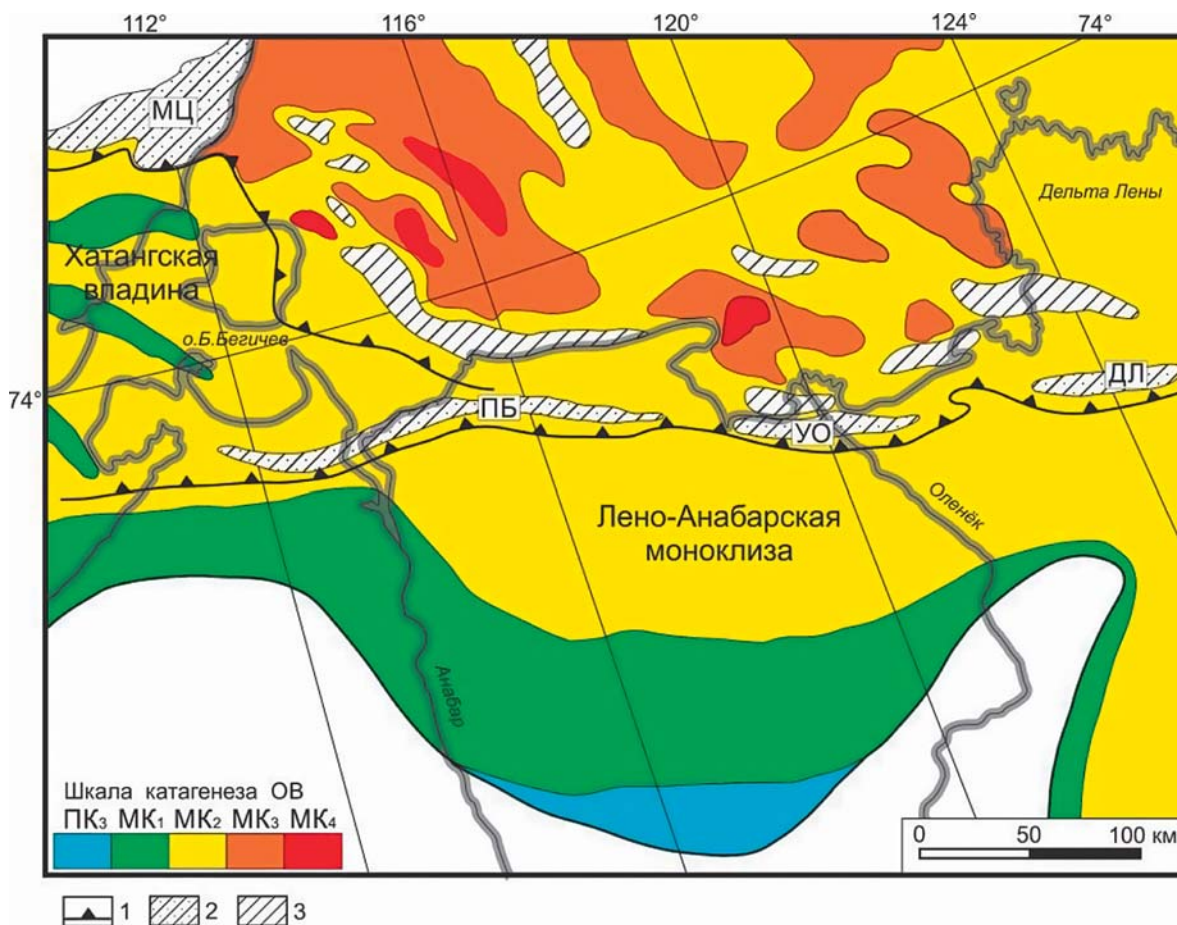 112°
116°
120°
124°
74°
МЦ
Дельта Лены
Хатангская
впадина
о.Б.Бегичев
74°
ПБ
УО
ДЛ
Лено-Анабарская
моноклиза
Оленёк
Анабар
Шкала катагенеза ОВ
ПК₃ МК₁ МК₂ МК₃ МК₄
0 50 100 км
1 2 3